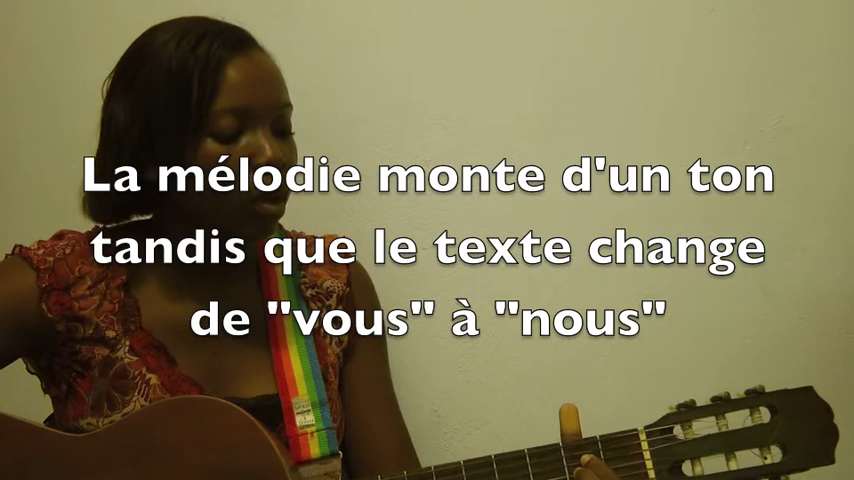 La mélodie monte d'un ton
tandis que le texte change
de "vous" à "nous"